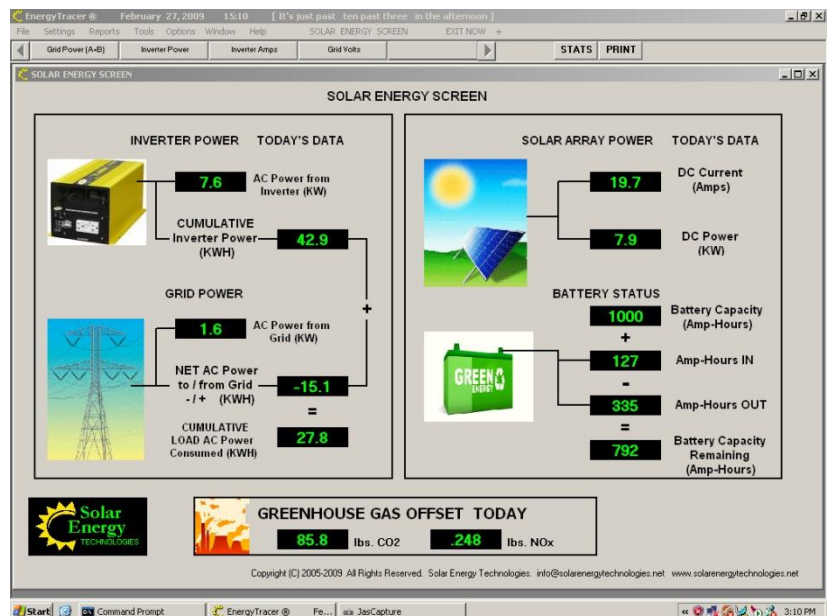 EnergyTracer ® February 27, 2009 15:10 [ It's just past ten past three in the afternoon ]
File Settings Reports Tools Options Window Help SOLAR ENERGY SCREEN EXIT NOW +
Grid Power (A+B) Inverter Power Inverter Amps Grid Volts STATS PRINT
SOLAR ENERGY SCREEN
SOLAR ENERGY SCREEN
INVERTER POWER TODAY'S DATA
7.6 AC Power from
Inverter (KW)
CUMULATIVE
Inverter Power
(KWH)
42.9
+
GRID POWER
1.6 AC Power from
Grid (KW)
NET AC Power
to / from Grid
- / + (KWH)
-15.1
=
CUMULATIVE
LOAD AC Power
Consumed (KWH)
27.8
SOLAR ARRAY POWER TODAY'S DATA
19.7 DC Current
(Amps)
7.9 DC Power
(KW)
BATTERY STATUS
GREEN
ENERGY
1000 Battery Capacity
(Amp-Hours)
+
127 Amp-Hours IN
-
335 Amp-Hours OUT
=
792 Battery Capacity
Remaining
(Amp-Hours)
Solar
Energy
TECHNOLOGIES
GREENHOUSE GAS OFFSET TODAY
85.8 lbs. CO2 .248 lbs. NOx
Copyright (C) 2005-2009 All Rights Reserved. Solar Energy Technologies. info@solarenergytechnologies.net www.solarenergytechnologies.net
Start Command Prompt EnergyTracer ® Fe... JasCapture « 3:10 PM